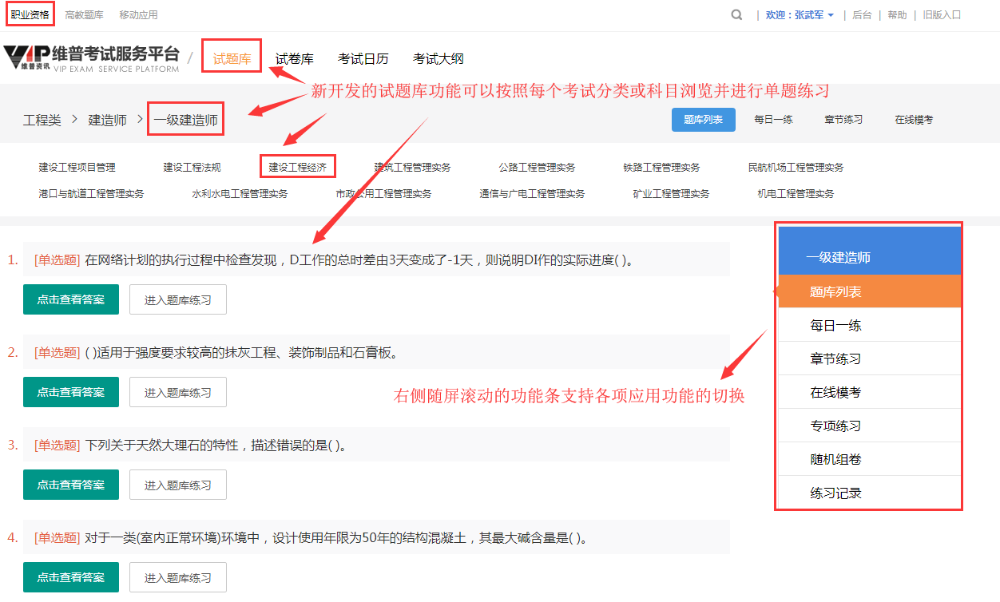 职业资格 高教题库 移动应用 | 欢迎：张武军 | 后台 | 帮助 | 旧版入口
VIP 维普资讯 维普考试服务平台 / 试题库 试卷库 考试日历 考试大纲
VIP EXAM SERVICE PLATFORM
新开发的试题库功能可以按照每个考试分类或科目浏览并进行单题练习
工程类 > 建造师 > 一级建造师 题库列表 每日一练 章节练习 在线模考
建设工程项目管理 建设工程法规 建设工程经济 建筑工程管理实务 公路工程管理实务 铁路工程管理实务 民航机场工程管理实务
港口与航道工程管理实务 水利水电工程管理实务 市政公用工程管理实务 通信与广电工程管理实务 矿业工程管理实务 机电工程管理实务
1. [单选题] 在网络计划的执行过程中检查发现，D工作的总时差由3天变成了-1天，则说明DI作的实际进度( )。
点击查看答案 进入题库练习
2. [单选题] ( )适用于强度要求较高的抹灰工程、装饰制品和石膏板。
点击查看答案 进入题库练习
3. [单选题] 下列关于天然大理石的特性，描述错误的是( )。
点击查看答案 进入题库练习
4. [单选题] 对于一类(室内正常环境)环境中，设计使用年限为50年的结构混凝土，其最大碱含量是( )。
点击查看答案 进入题库练习
右侧随屏滚动的功能条支持各项应用功能的切换
一级建造师
题库列表
每日一练
章节练习
在线模考
专项练习
随机组卷
练习记录